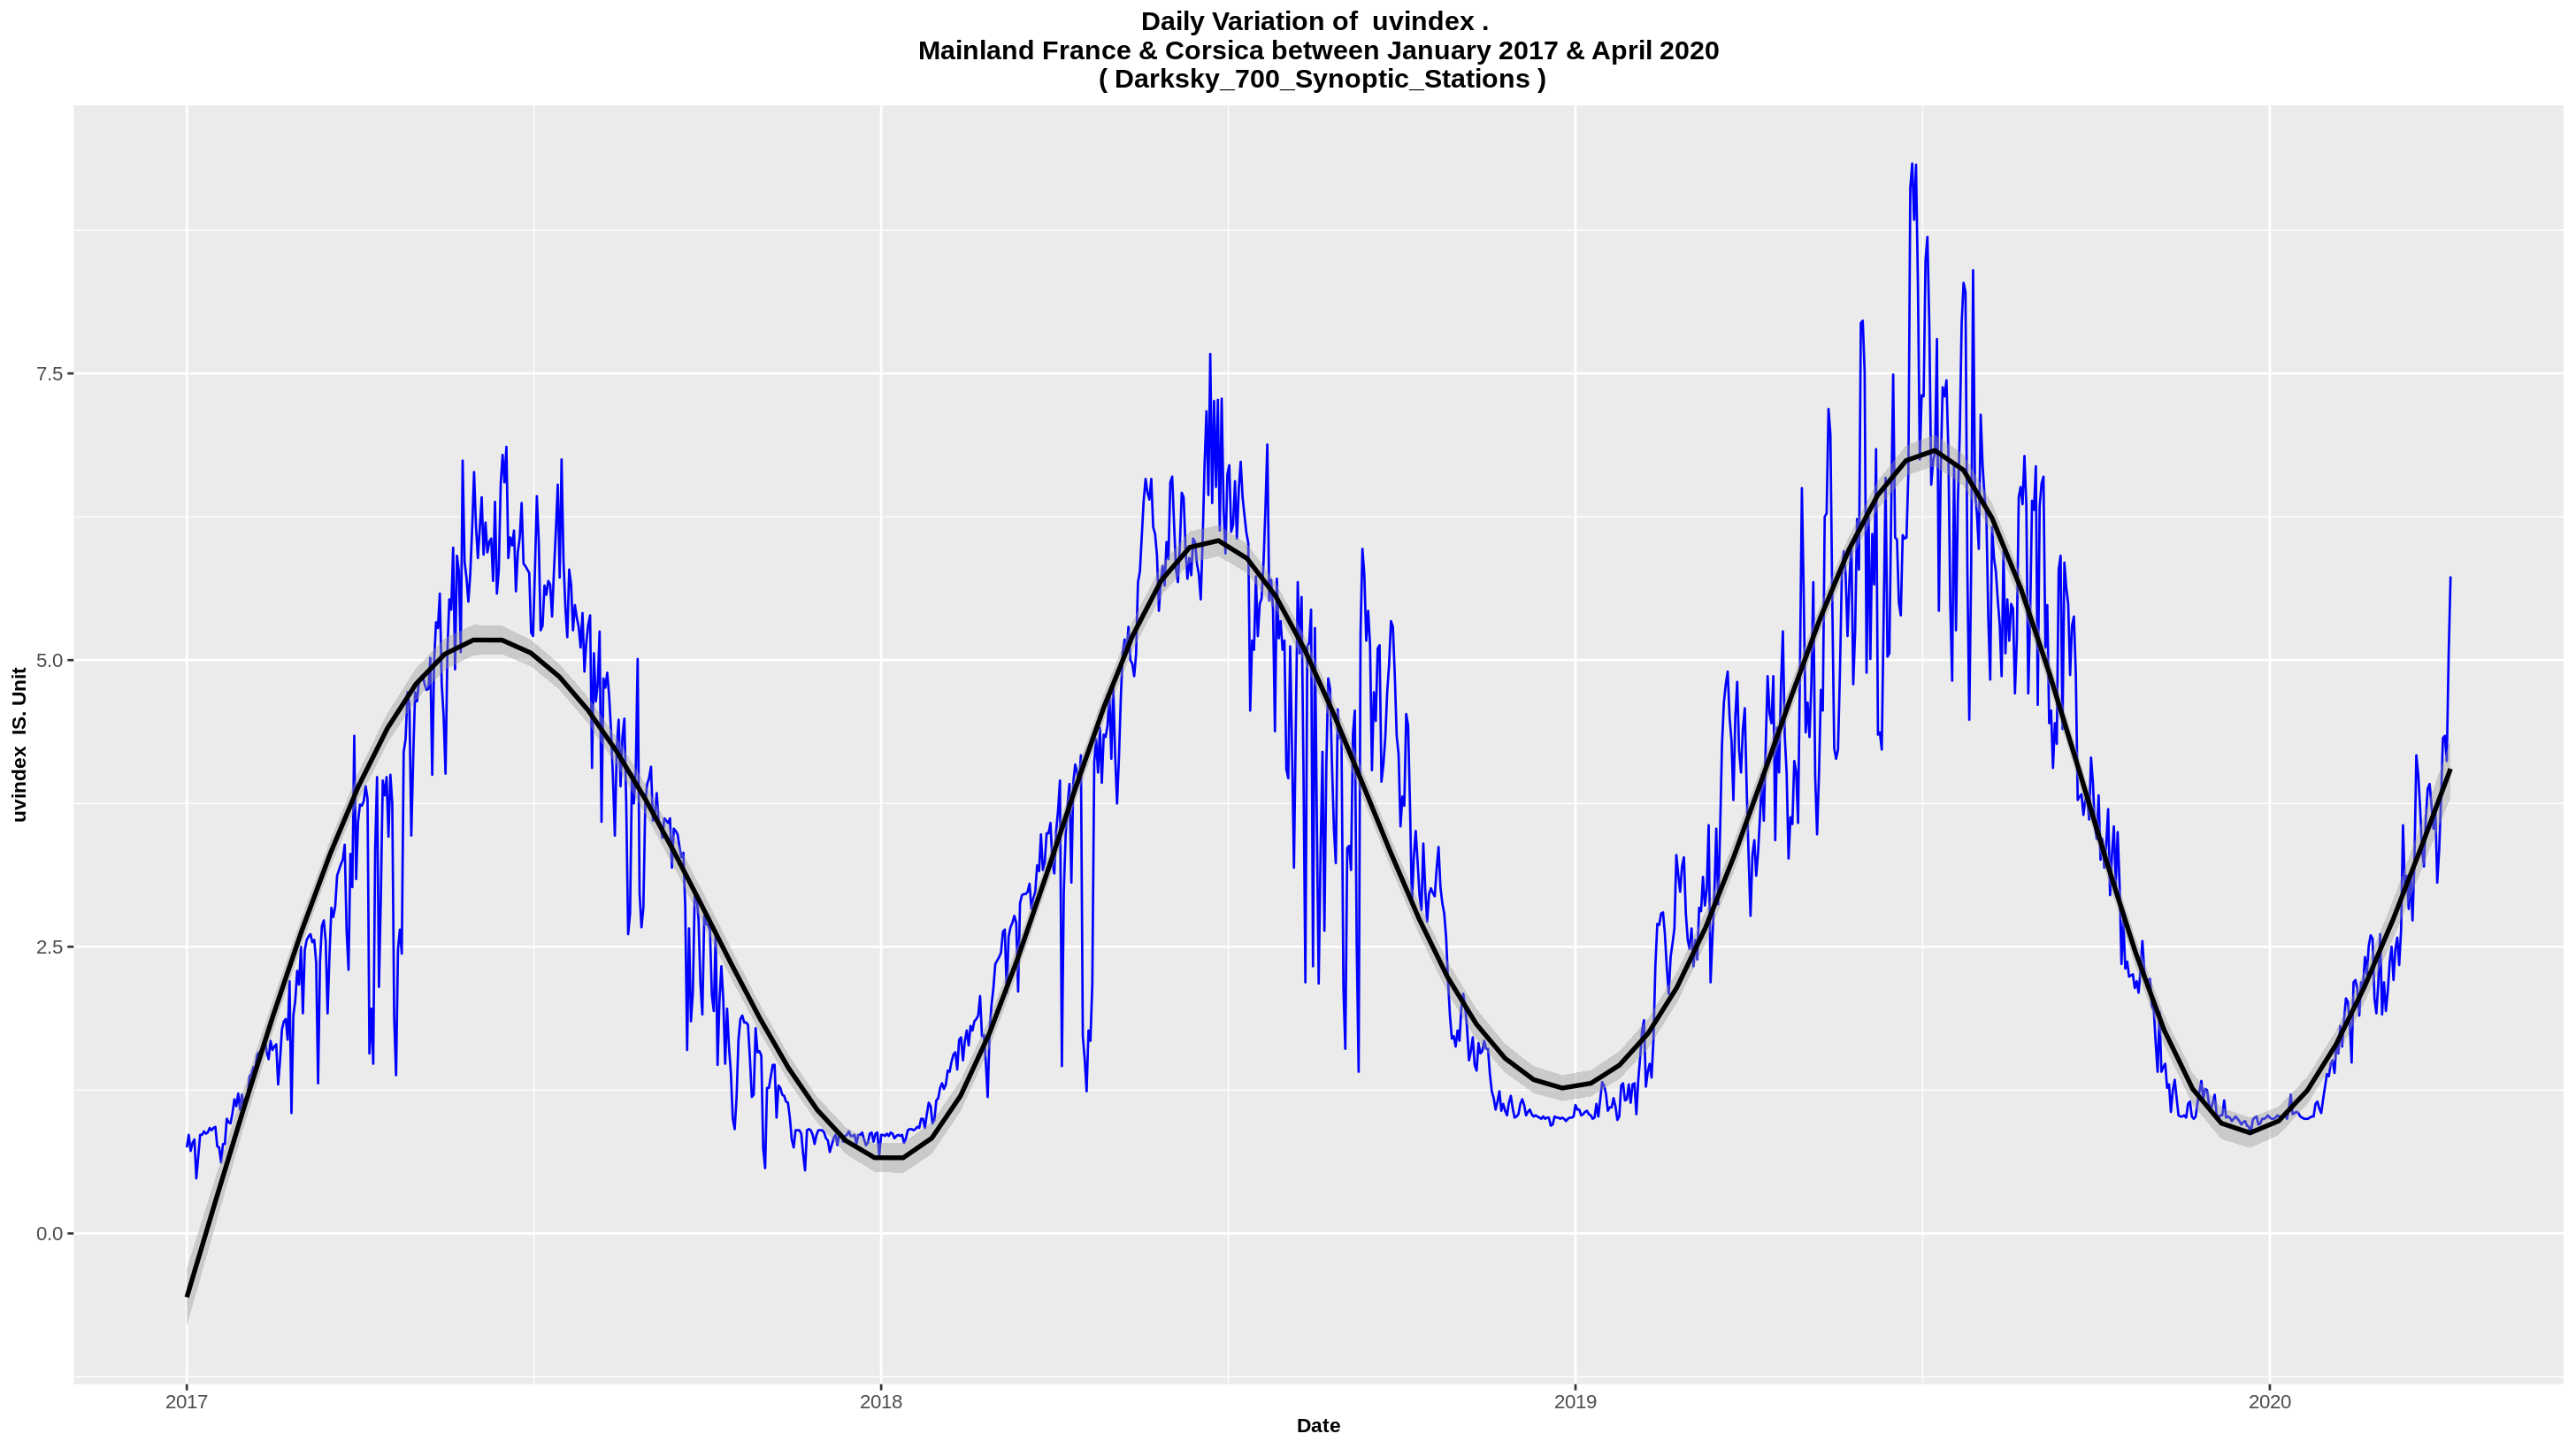 Daily Variation of  uvindex .
Mainland France & Corsica between January 2017 & April 2020
( Darksky_700_Synoptic_Stations )
uvindex  IS. Unit
7.5
5.0
2.5
0.0
2017
2018
2019
2020
Date